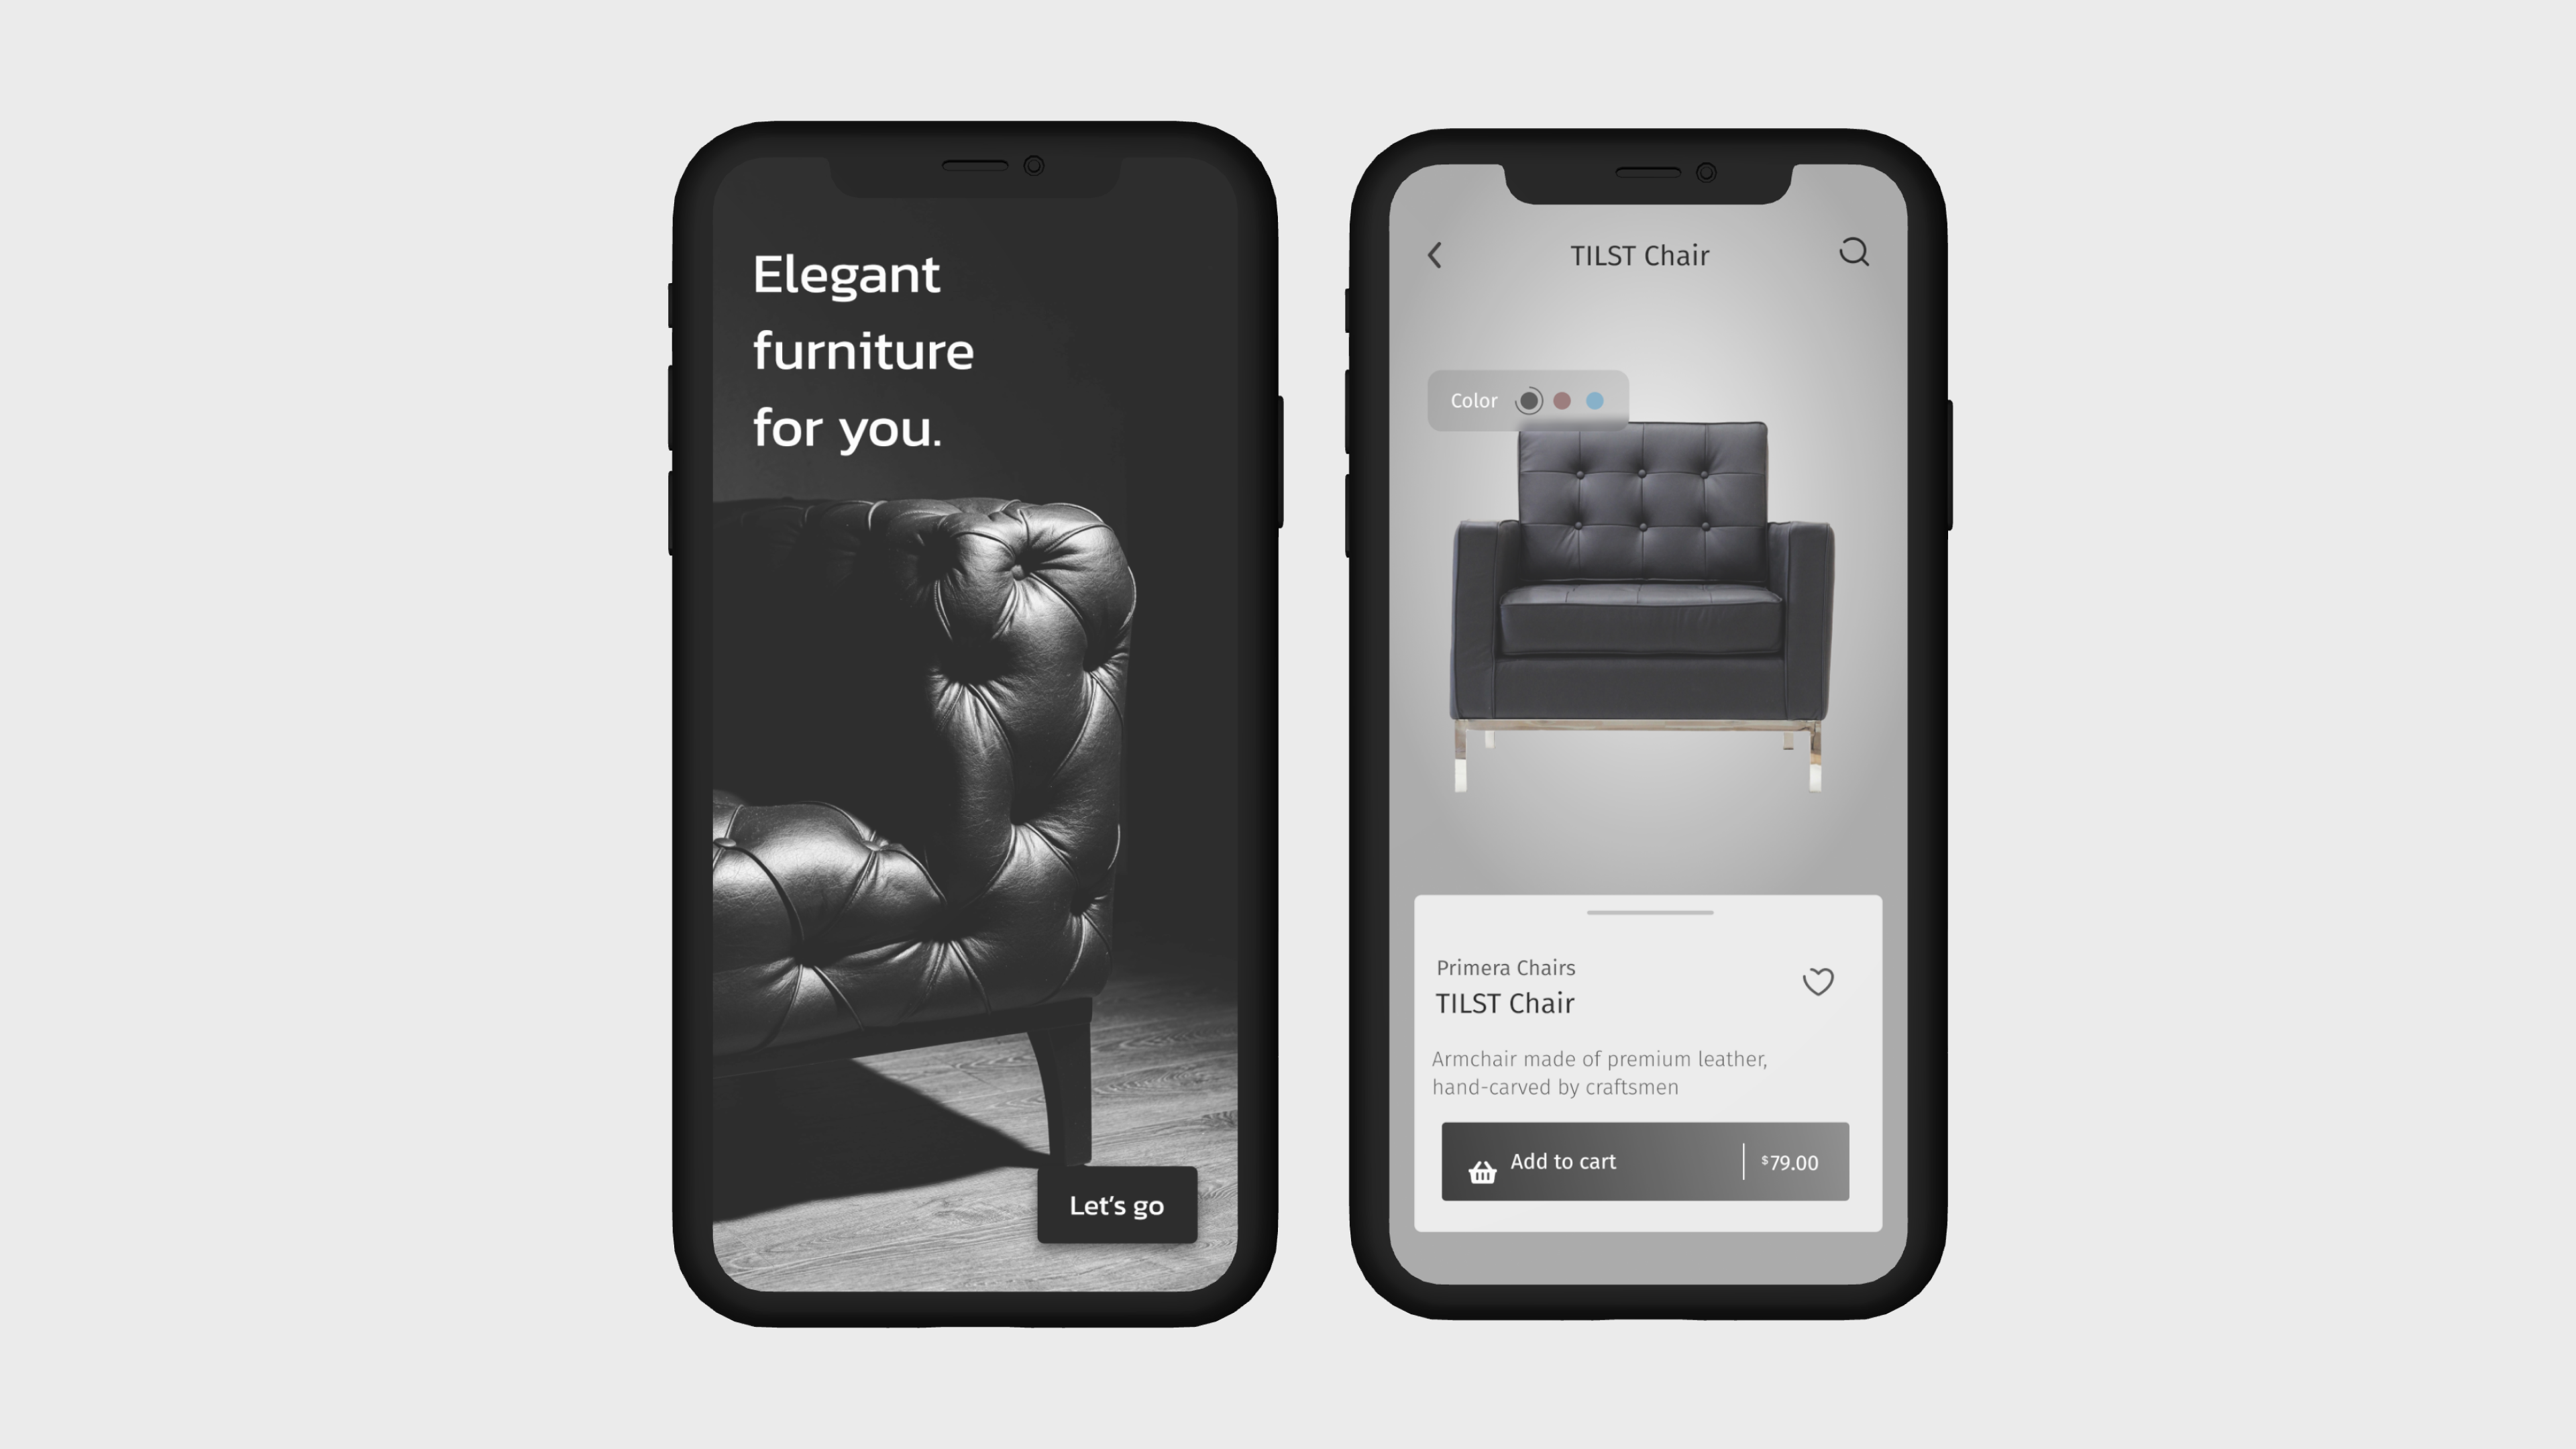 Elegant
furniture
for you.
Let's go
TILST Chair
Color
Primera Chairs
TILST Chair
Armchair made of premium leather,
hand-carved by craftsmen
Add to cart
$79.00